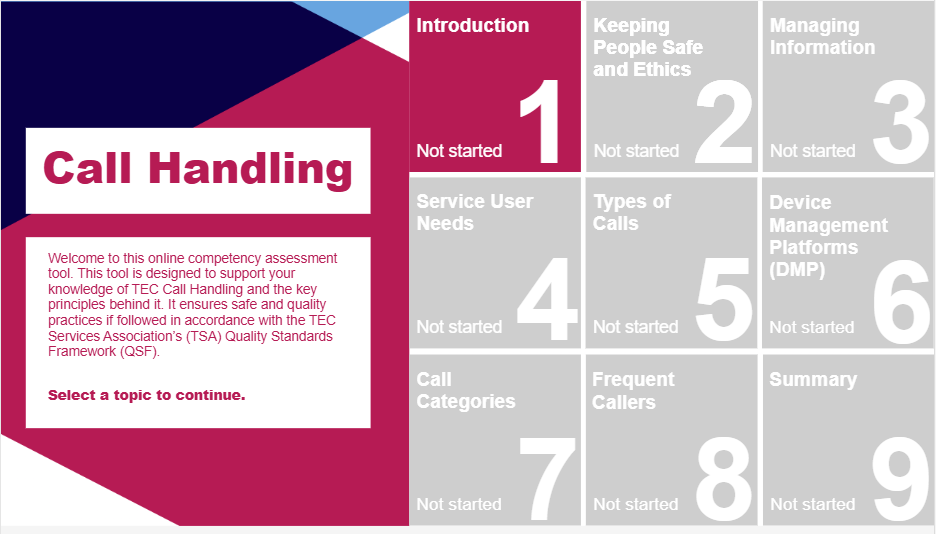 Call Handling
Welcome to this online competency assessment
tool. This tool is designed to support your
knowledge of TEC Call Handling and the key
principles behind it. It ensures safe and quality
practices if followed in accordance with the TEC
Services Association's (TSA) Quality Standards
Framework (QSF).
Select a topic to continue.
Introduction
1
Not started
Keeping
People Safe
and Ethics
2
Not started
Managing
Information
3
Not started
Service User
Needs
4
Not started
Types of
Calls
5
Not started
Device
Management
Platforms
(DMP)
6
Not started
Call
Categories
7
Not started
Frequent
Callers
8
Not started
Summary
9
Not started